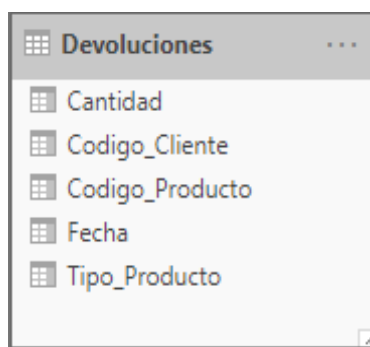 Devoluciones ...
Cantidad
Codigo_Cliente
Codigo_Producto
Fecha
Tipo_Producto